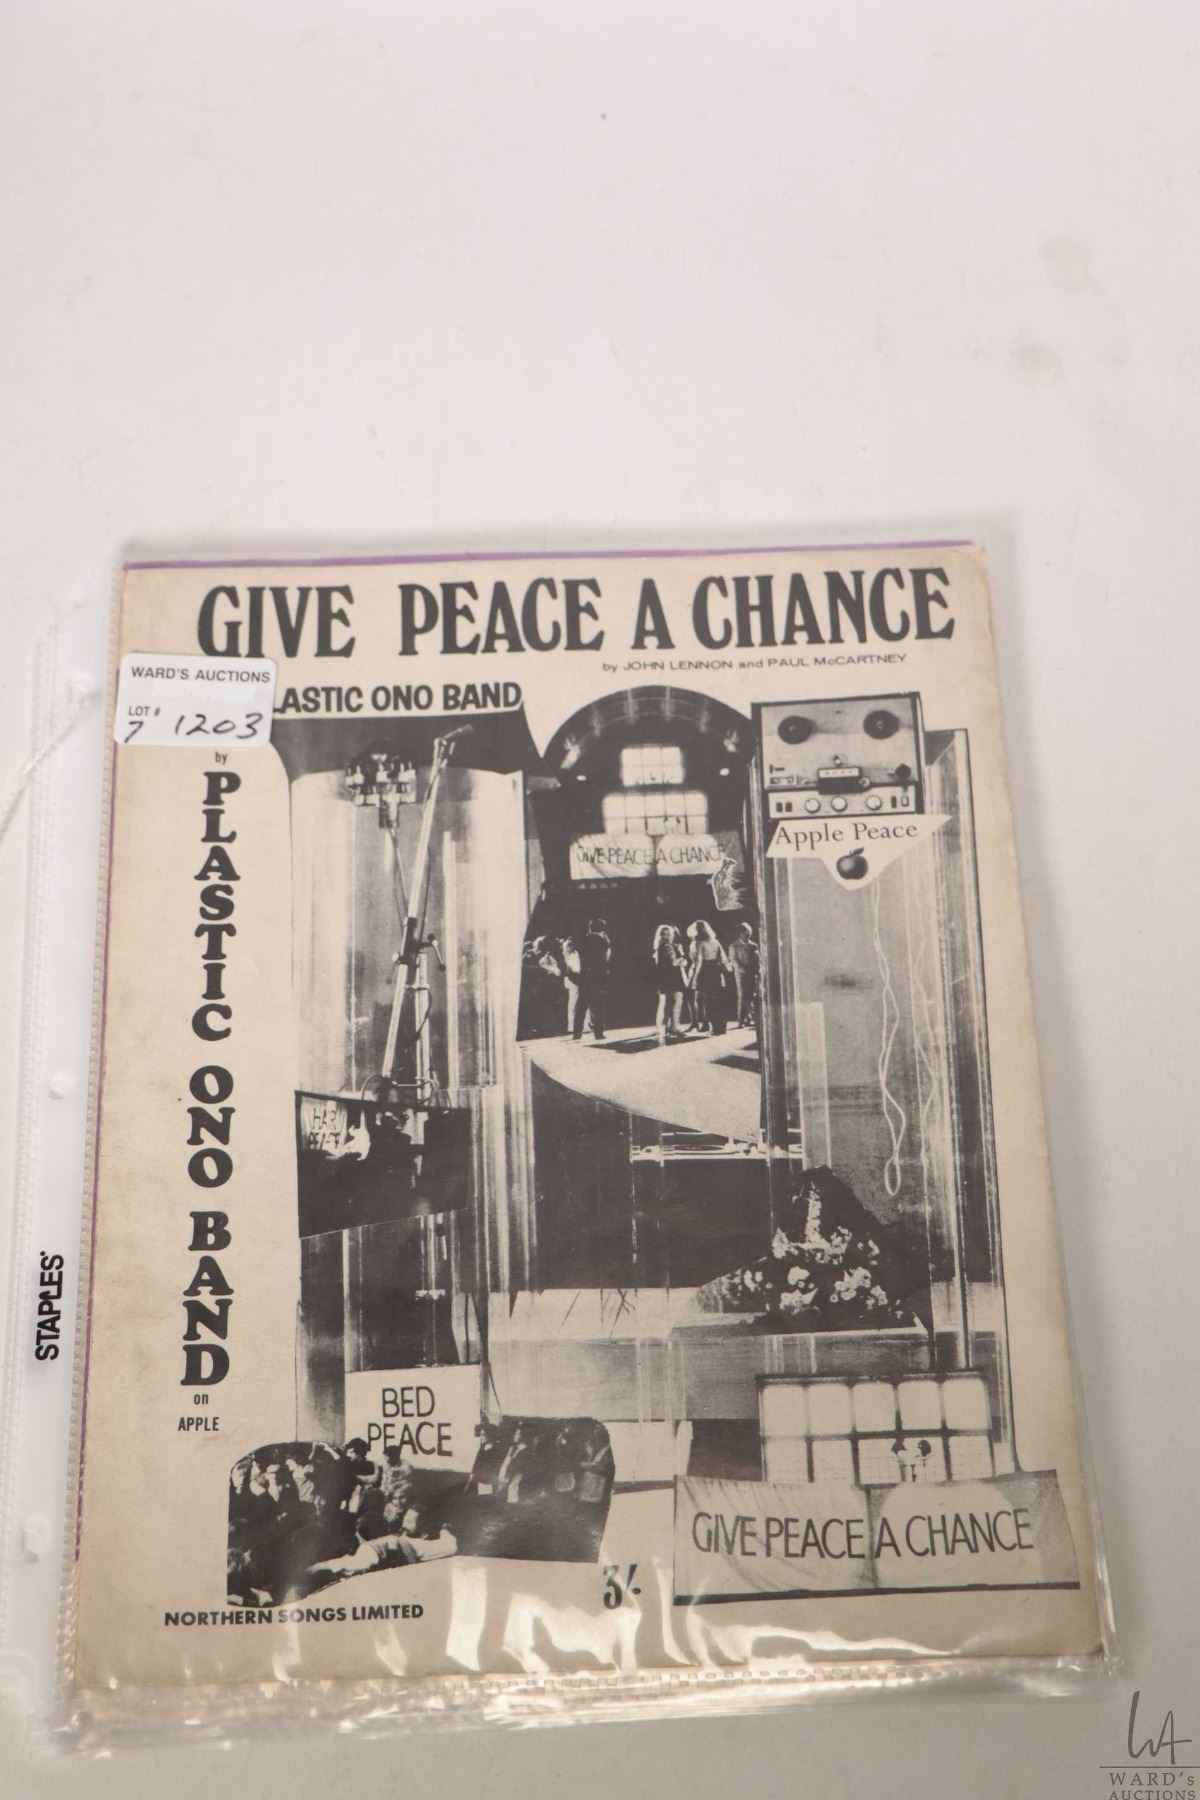 GIVE PEACE A CHANCE
by JOHN LENNON and PAUL McCARTNEY
WARD'S AUCTIONS
LOT #
7 1203
LASTIC ONO BAND
by
PLASTIC ONO BAND
on
APPLE
GIVE PEACE A CHANCE
Apple Peace
BED
PEACE
GIVE PEACE A CHANCE
3/-
NORTHERN SONGS LIMITED
STAPLES
WARD's
AUCTIONS